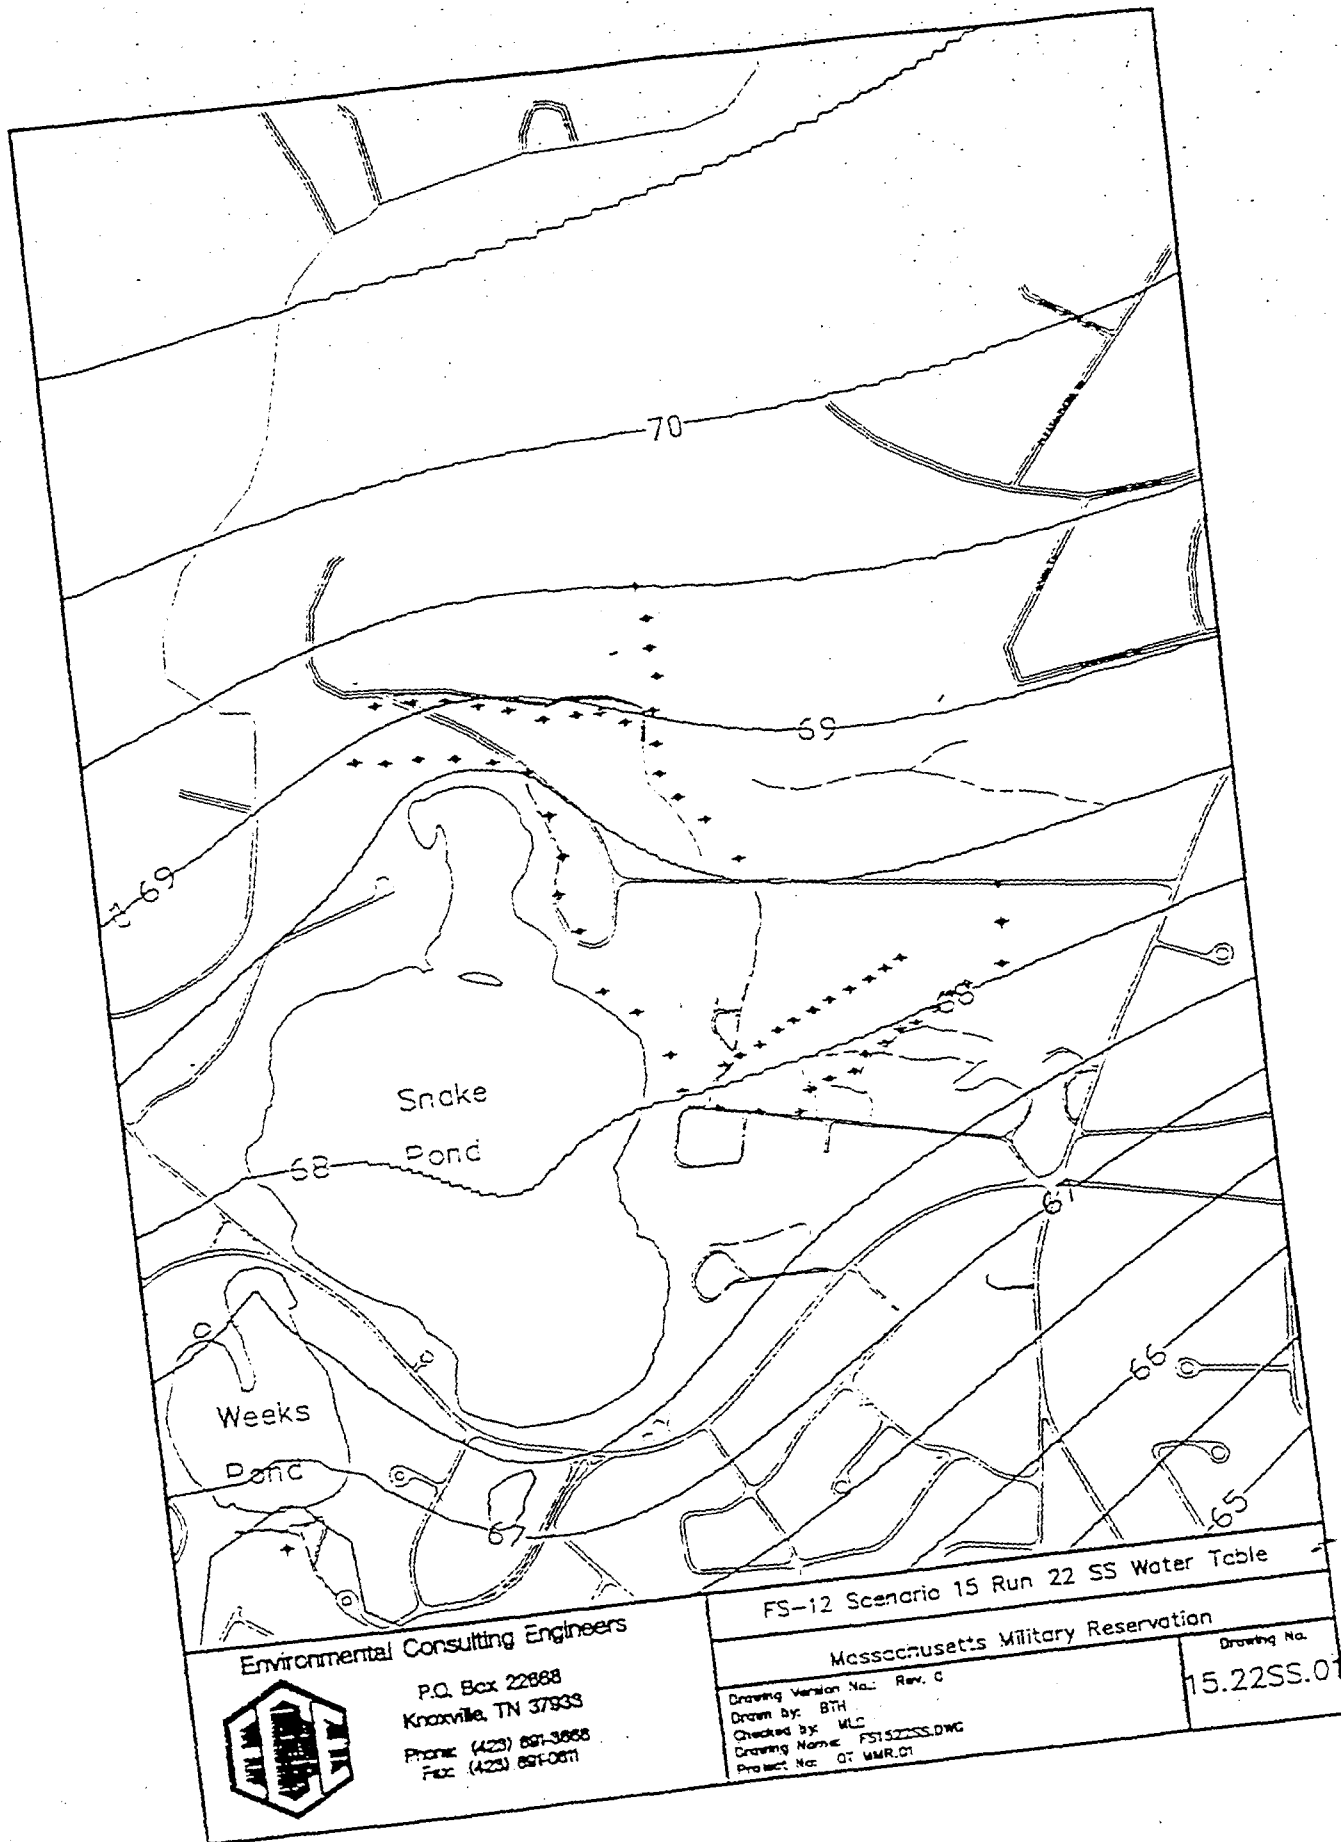 70
69
69
68
Snake
Pond
68
67
66
Weeks
Pond
65
FS-12 Scenario 15 Run 22 SS Water Table
Massachusetts Military Reservation
Environmental Consulting Engineers
P.O. Box 22668
Knoxville, TN 37933
Phone: (423) 691-3668
Fax: (423) 691-0611
Drawing Version No.: Rev. C
Drawn by: BTH
Checked by: MLC
Drawing Name: FS1522SS.DWG
Project No: 07 MMR.01
Drawing No.
15.22SS.01